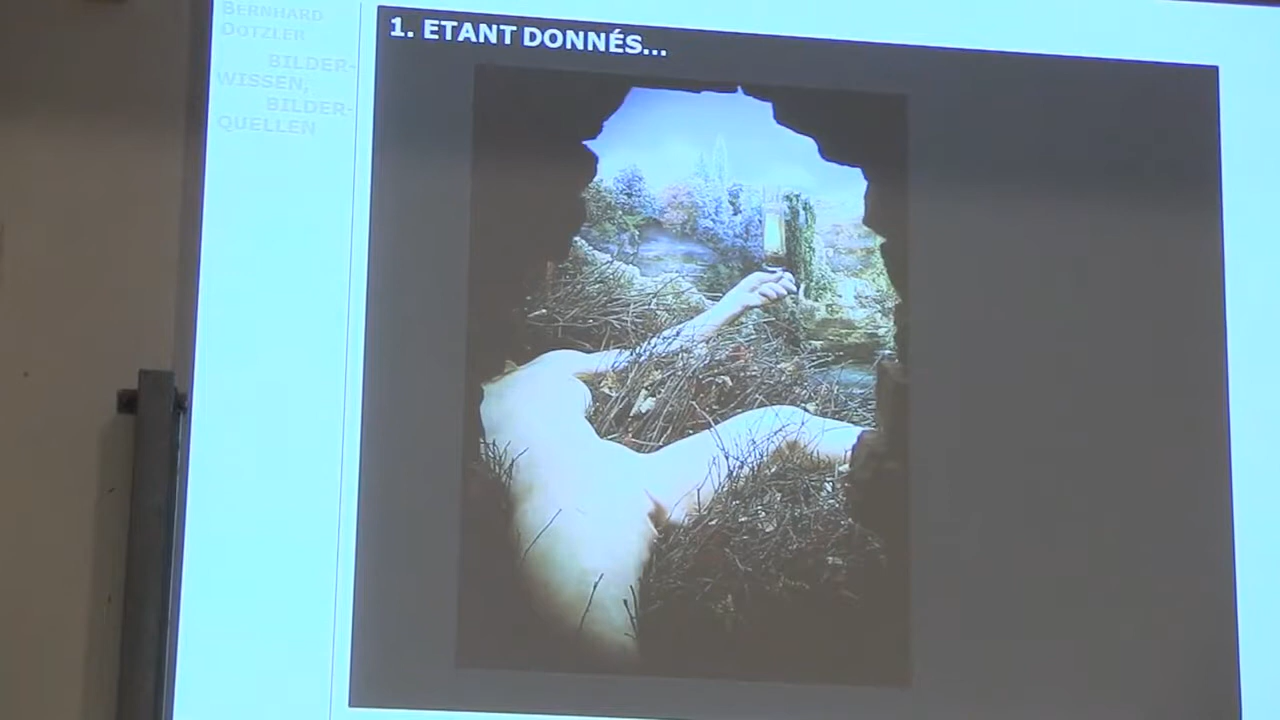 BERNHARD
DOTZLER
BILDER-
WISSEN,
BILDER-
QUELLEN
1. ETANT DONNÉS...